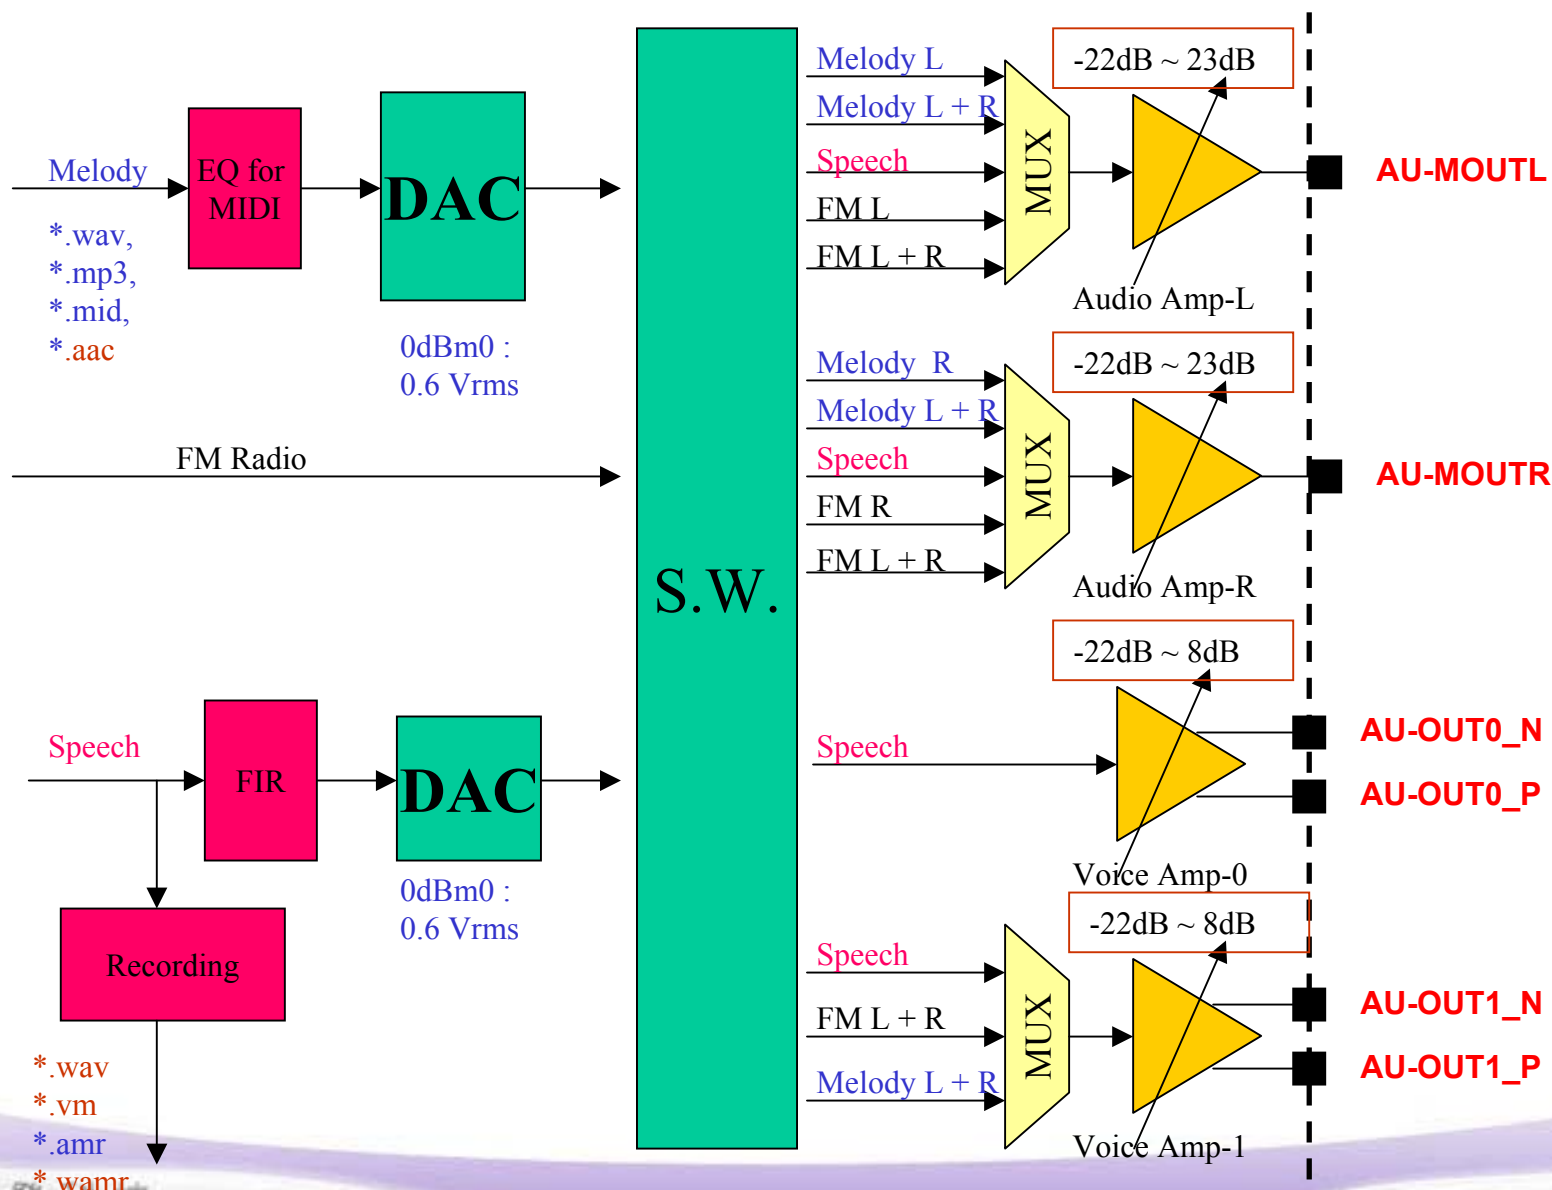 Melody
*.wav,
*.mp3,
*.mid,
*.aac
EQ for
MIDI
DAC
0dBm0 :
0.6 Vrms
FM Radio
Speech
FIR
DAC
0dBm0 :
0.6 Vrms
Recording
*.wav
*.vm
*.amr
*.wamr
S.W.
Melody L
Melody L + R
Speech
FM L
FM L + R
MUX
-22dB ~ 23dB
Audio Amp-L
AU-MOUTL
Melody R
Melody L + R
Speech
FM R
FM L + R
MUX
-22dB ~ 23dB
Audio Amp-R
AU-MOUTR
Speech
-22dB ~ 8dB
Voice Amp-0
AU-OUT0_N
AU-OUT0_P
Speech
FM L + R
Melody L + R
MUX
-22dB ~ 8dB
Voice Amp-1
AU-OUT1_N
AU-OUT1_P